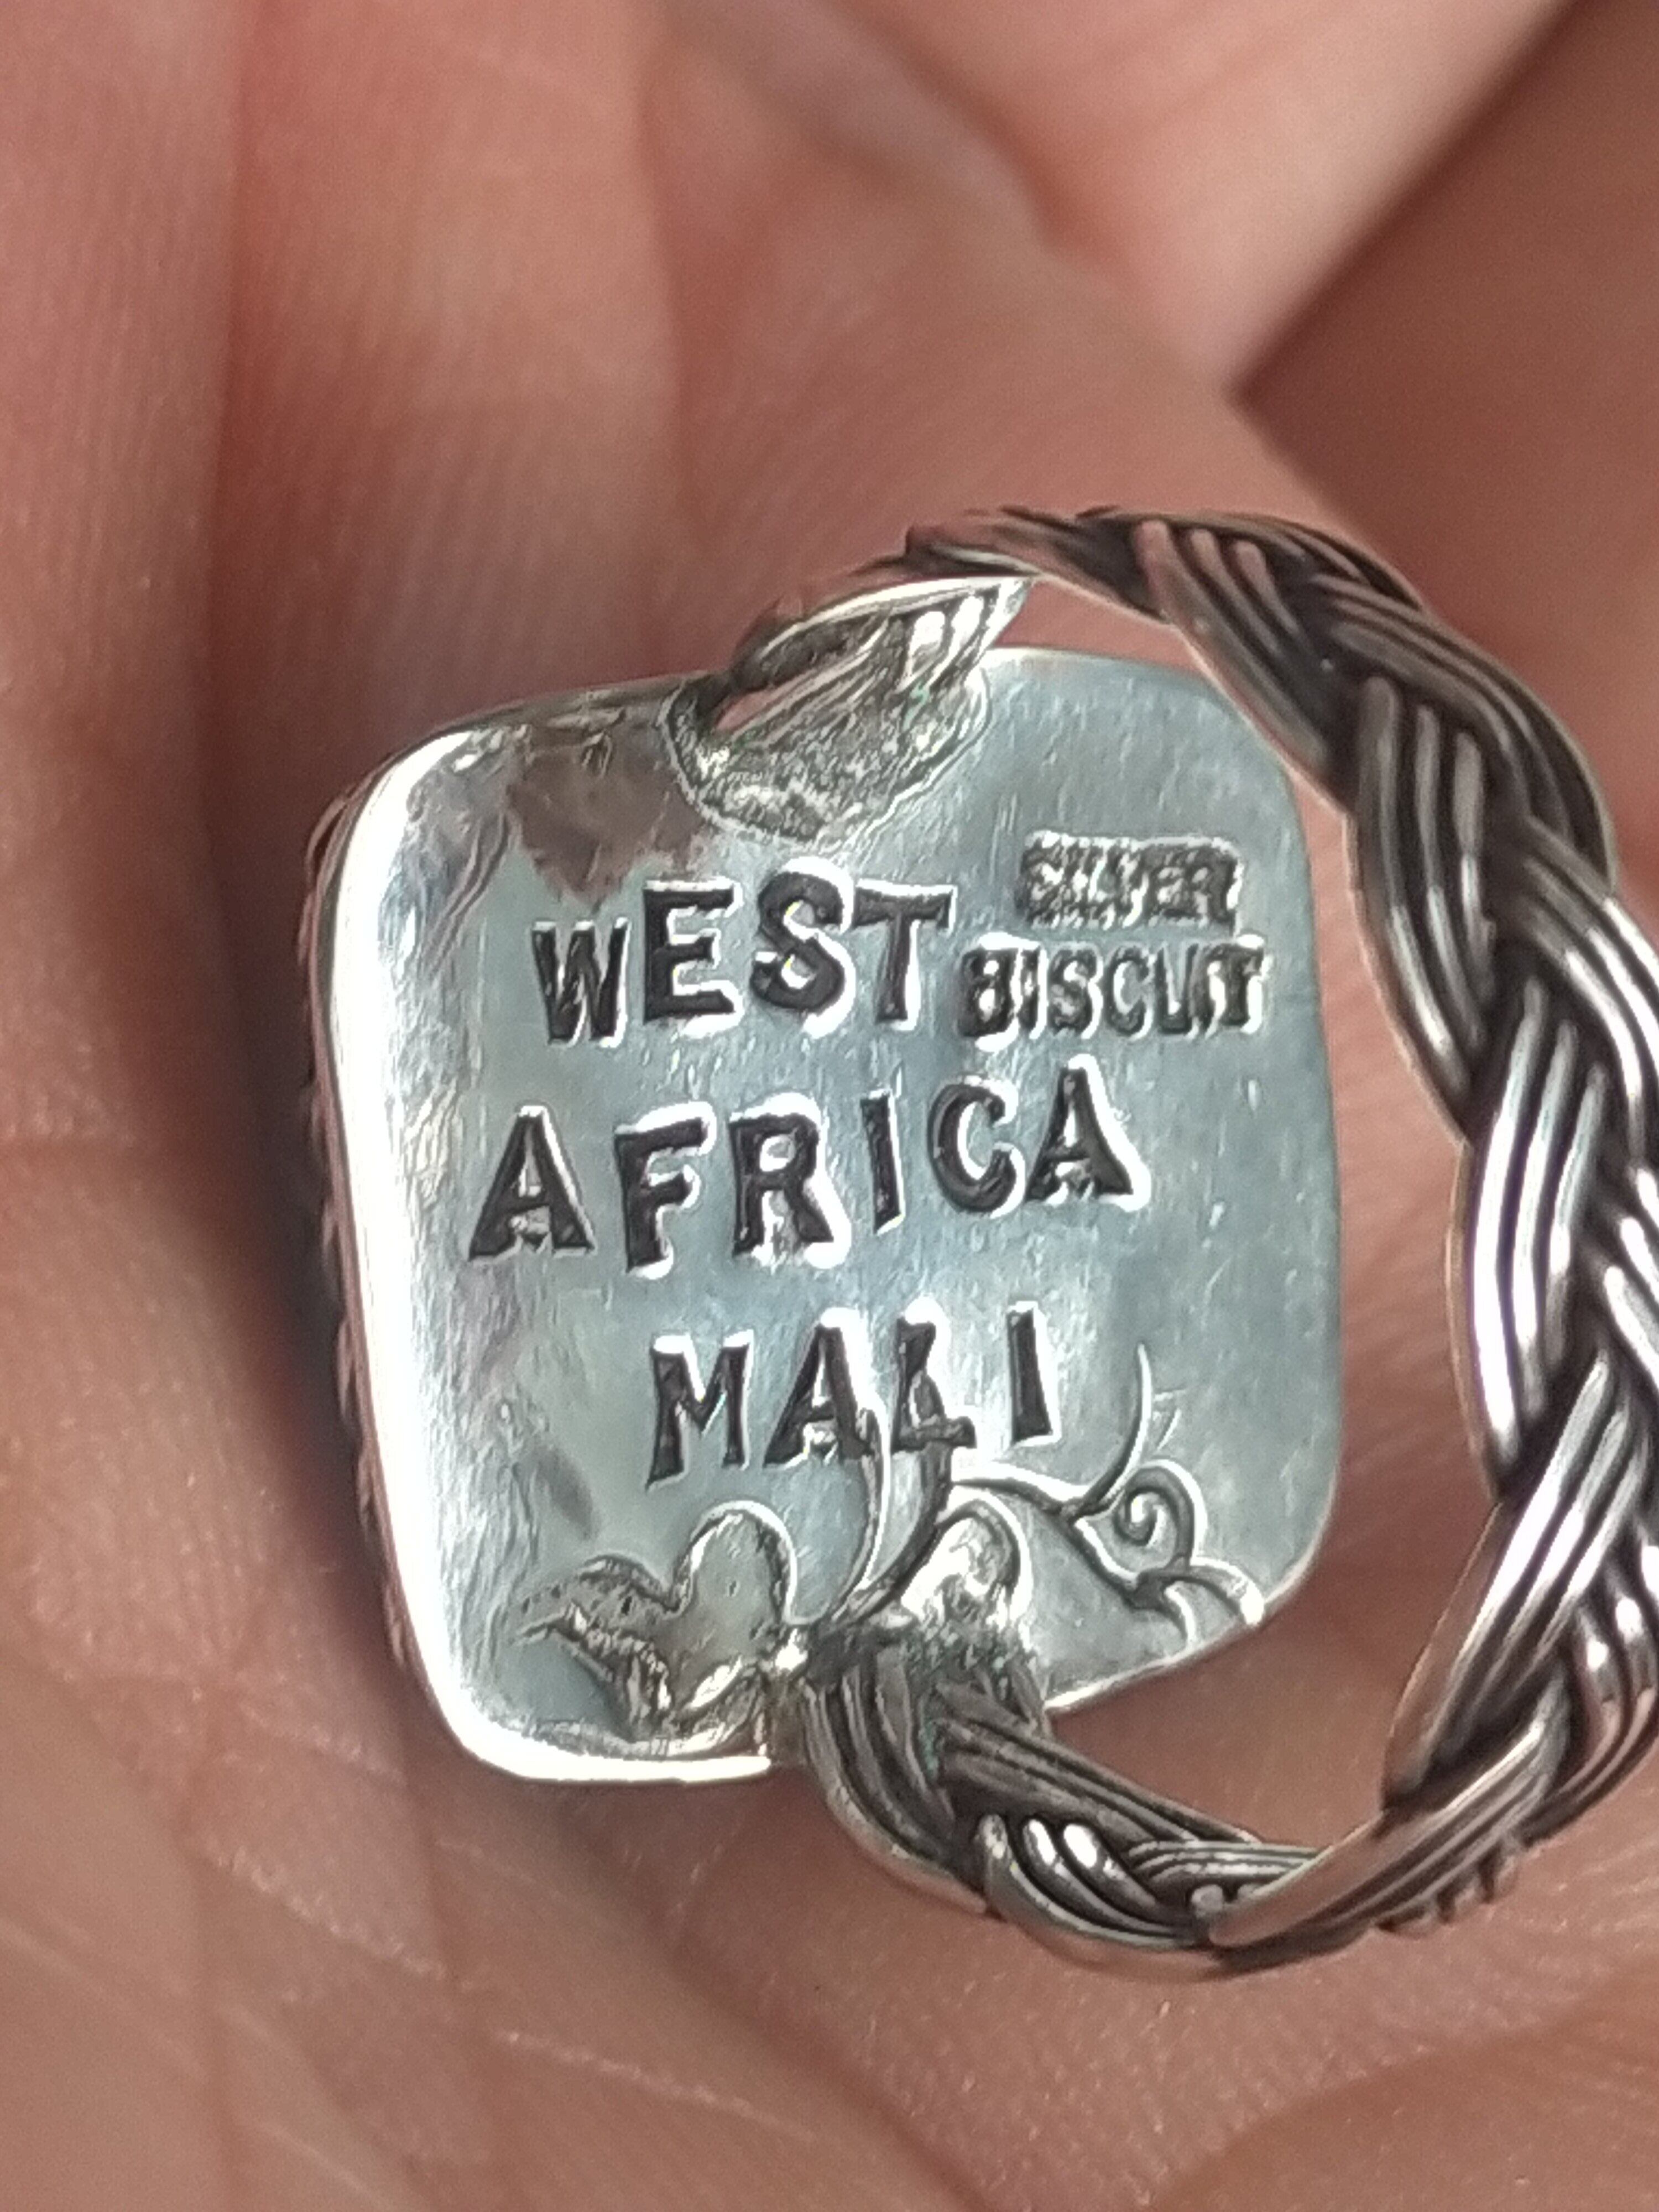 SILVER
WEST BISCUIT
AFRICA
MALI